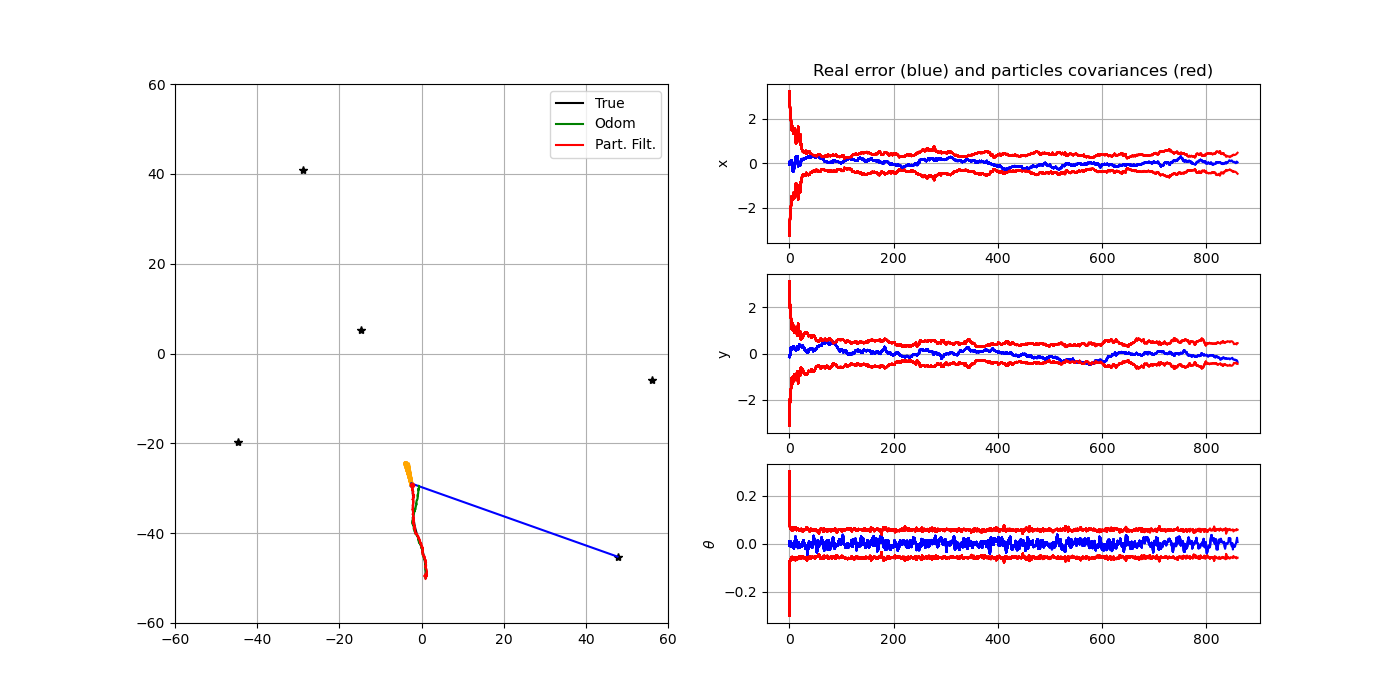 60
40
20
0
−20
−40
−60
−60 −40 −20 0 20 40 60
True
Odom
Part. Filt.
Real error (blue) and particles covariances (red)
x
2
0
−2
0 200 400 600 800
y
2
0
−2
0 200 400 600 800
θ
0.2
0.0
−0.2
0 200 400 600 800